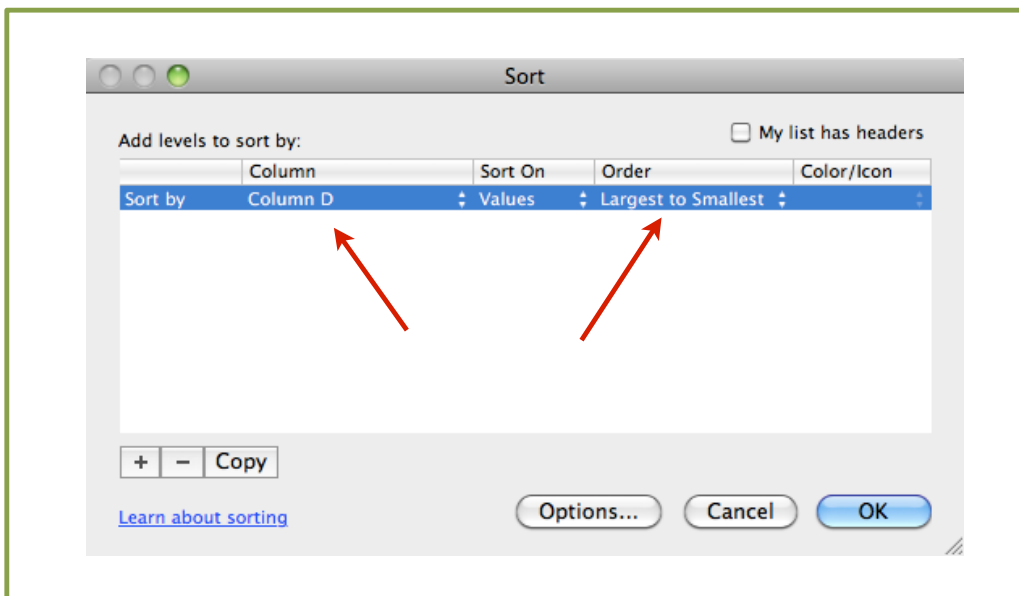 Sort
Add levels to sort by:
My list has headers
Column Sort On Order Color/Icon
Sort by Column D Values Largest to Smallest
+ − Copy
Learn about sorting
Options... Cancel OK